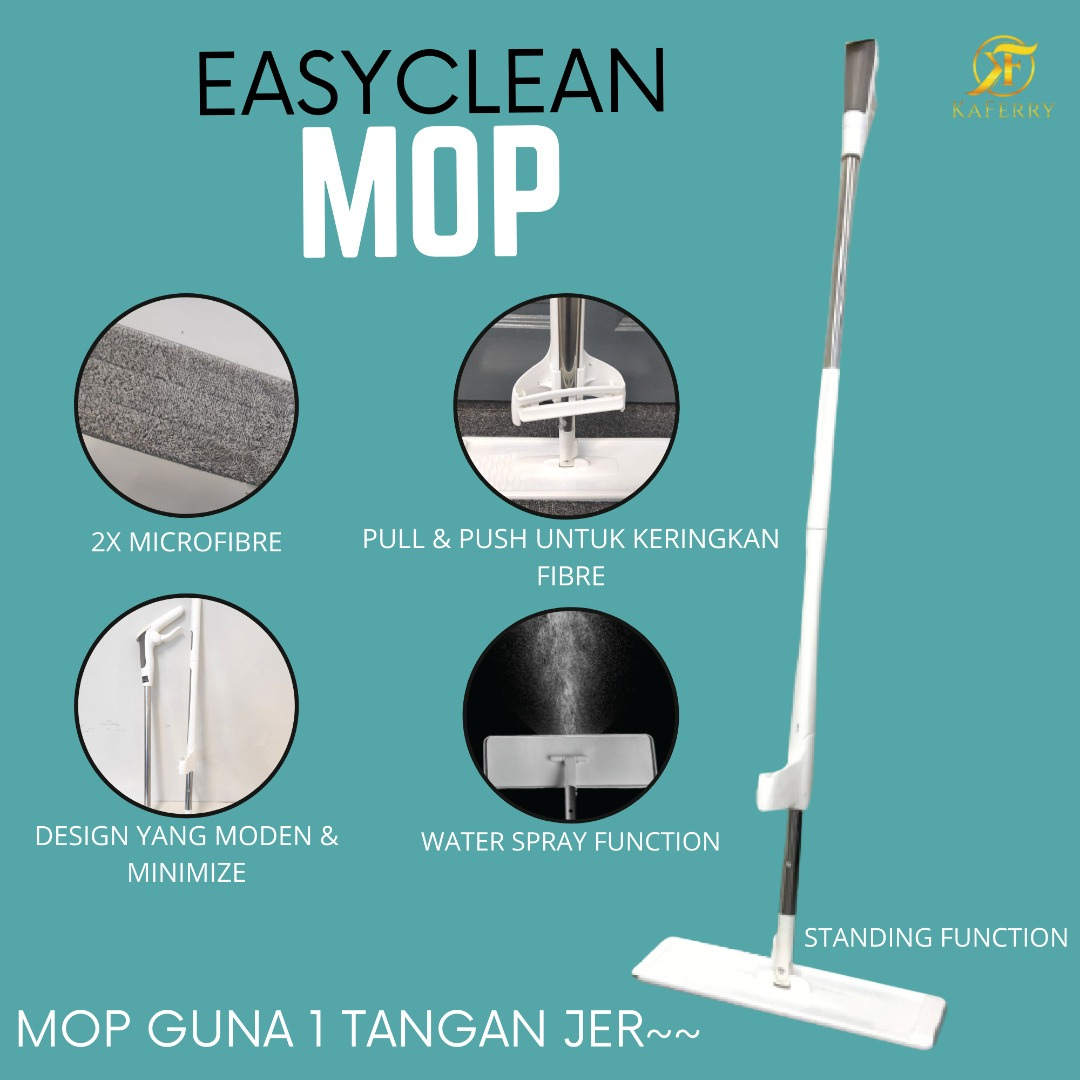 EASYCLEAN
MOP
KAFERRY
2X MICROFIBRE
PULL & PUSH UNTUK KERINGKAN
FIBRE
DESIGN YANG MODEN &
MINIMIZE
WATER SPRAY FUNCTION
STANDING FUNCTION
MOP GUNA 1 TANGAN JER~~